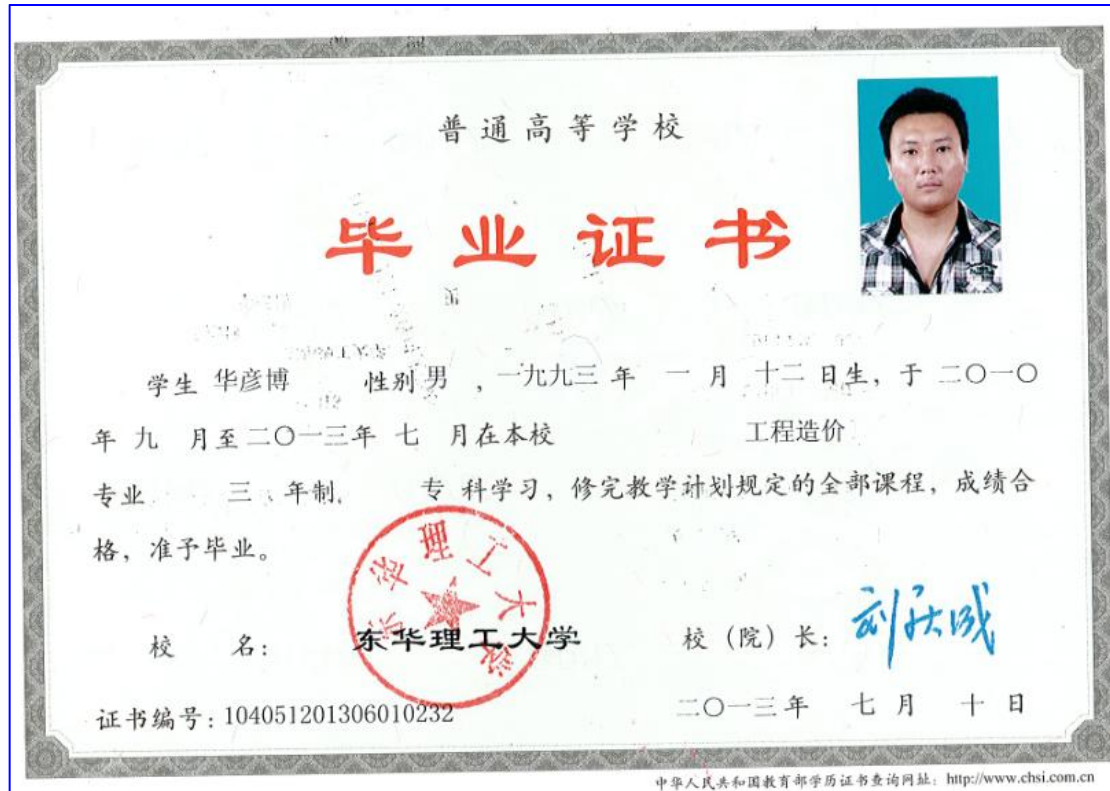 普通高等学校
毕业证书
学生 华彦博 性别 男 ，一九九三 年 一 月 十二 日生，于 二〇一〇
年 九 月至 二〇一三年 七 月在本校 工程造价
专业 三 年制， 专 科学习，修完教学计划规定的全部课程，成绩合
格，准予毕业。
东华理工大学
校 名： 东华理工大学 校（院）长：
证书编号：104051201306010232 二〇一三年 七 月 十 日
中华人民共和国教育部学历证书查询网址：http://www.chsi.com.cn